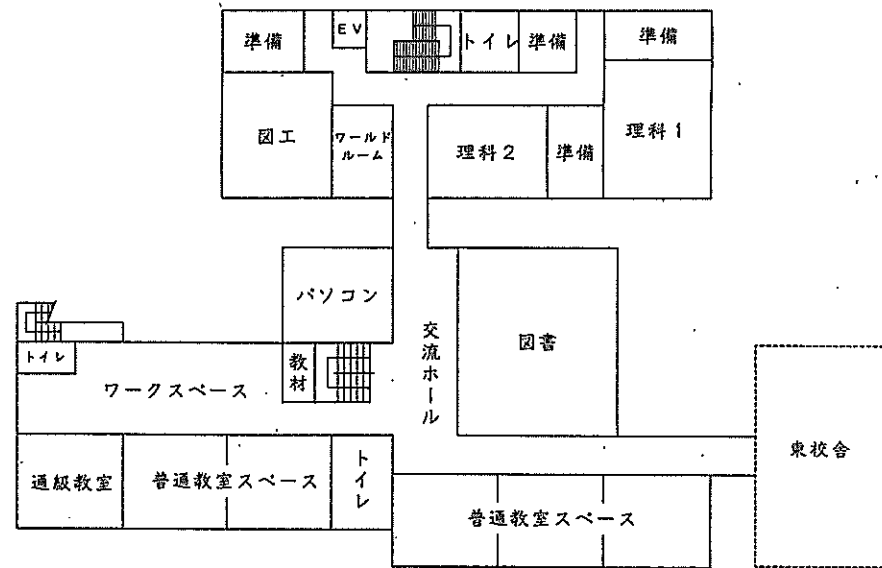 準備
EV
トイレ
準備
準備
図工
ワールド
ルーム
理科2
準備
理科1
パソコン
交流ホール
図書
トイレ
ワークスペース
教材
東校舎
通級教室
普通教室スペース
トイレ
普通教室スペース